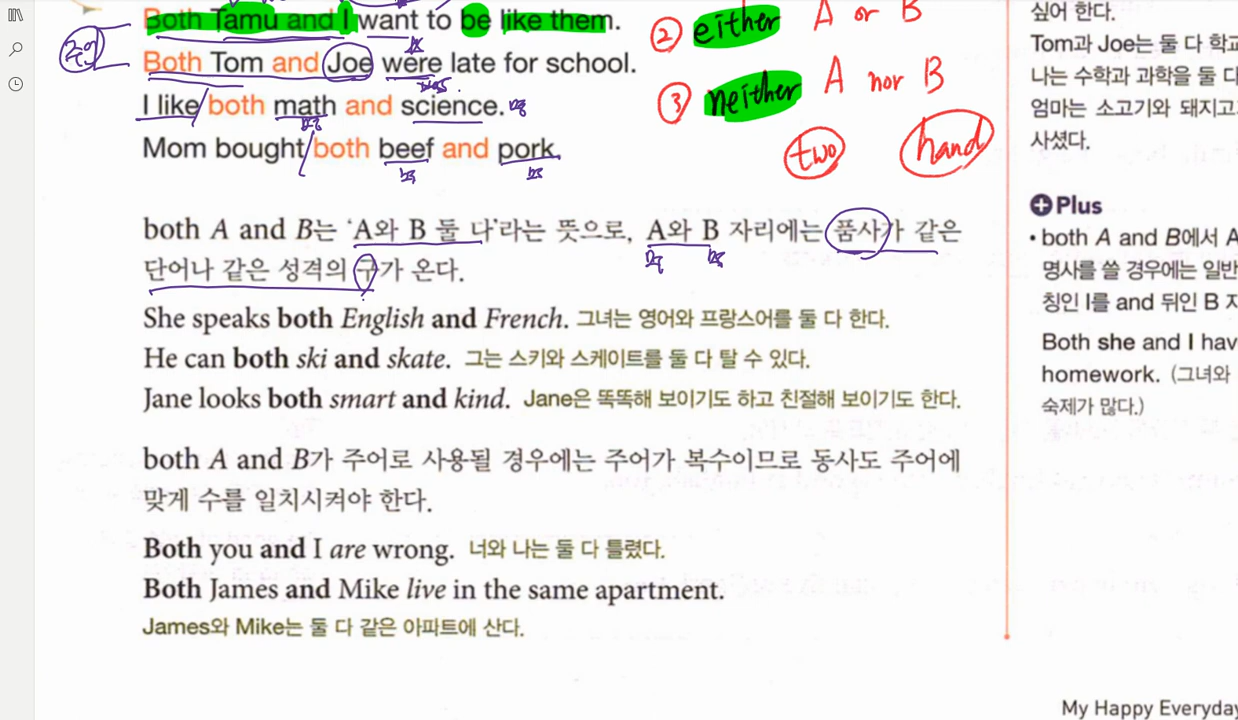 Both Tamu and I want to be like them.
Both Tom and Joe were late for school.
I like both math and science.
Mom bought both beef and pork.
주어
② either A or B
③ neither A nor B
two hand
both A and B는 ‘A와 B 둘 다’라는 뜻으로, A와 B 자리에는 품사가 같은
단어나 같은 성격의 구가 온다.
She speaks both English and French. 그녀는 영어와 프랑스어를 둘 다 한다.
He can both ski and skate. 그는 스키와 스케이트를 둘 다 탈 수 있다.
Jane looks both smart and kind. Jane은 똑똑해 보이기도 하고 친절해 보이기도 한다.
both A and B가 주어로 사용될 경우에는 주어가 복수이므로 동사도 주어에
맞게 수를 일치시켜야 한다.
Both you and I are wrong. 너와 나는 둘 다 틀렸다.
Both James and Mike live in the same apartment.
James와 Mike는 둘 다 같은 아파트에 산다.
싶어 한다.
Tom과 Joe는 둘 다 학교
나는 수학과 과학을 둘 다
엄마는 소고기와 돼지고
사셨다.
+Plus
• both A and B에서 A
명사를 쓸 경우에는 일반
칭인 I를 and 뒤인 B 자
Both she and I hav
homework. (그녀와
숙제가 많다.)
My Happy Everyday